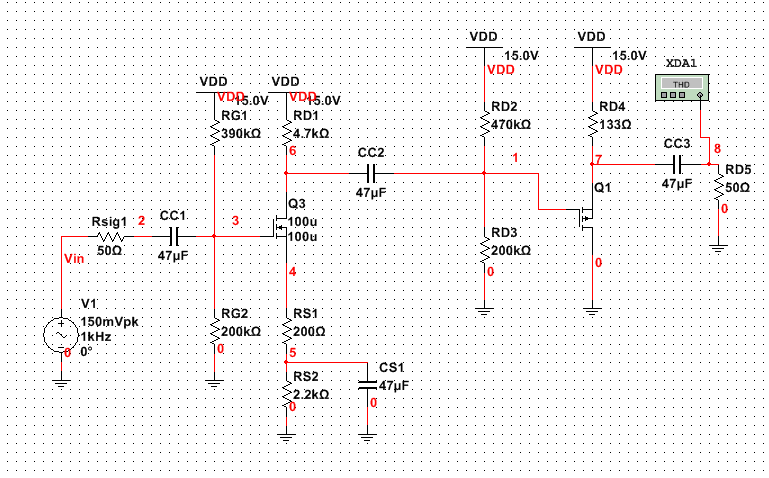 VDD
15.0V
VDD
VDD
15.0V
VDD
XDA1
THD
VDD
VDD
15.0V
VDD
VDD
15.0V
RG1
390kΩ
RD1
4.7kΩ
6
RD2
470kΩ
RD4
133Ω
CC2
47µF
1
7
CC3
47µF
8
RD5
50Ω
0
Q1
Q3
100u
100u
Rsig1
50Ω
2
CC1
47µF
3
Vin
4
RD3
200kΩ
0
0
V1
150mVpk
1kHz
0°
0
RG2
200kΩ
0
RS1
200Ω
5
RS2
2.2kΩ
0
CS1
47µF
0